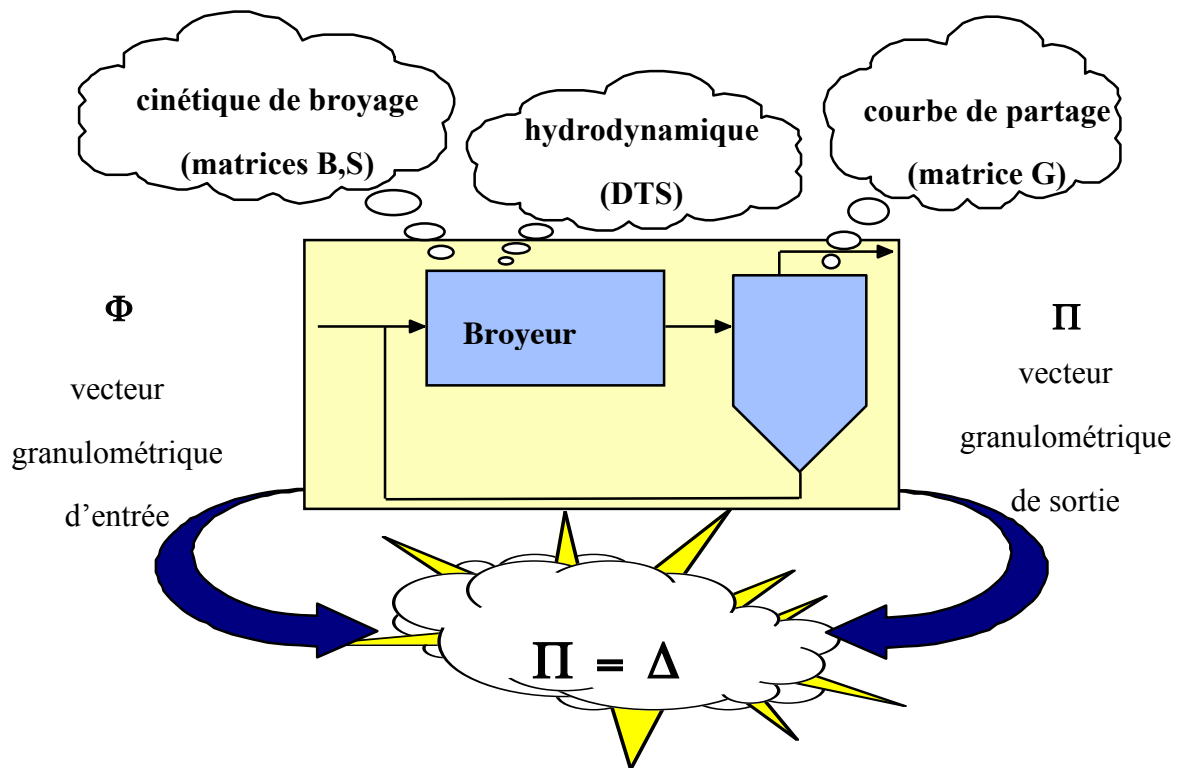 cinétique de broyage
(matrices B,S)
hydrodynamique
(DTS)
courbe de partage
(matrice G)
Φ
vecteur
granulométrique
d’entrée
Broyeur
Π
vecteur
granulométrique
de sortie
Π = Δ